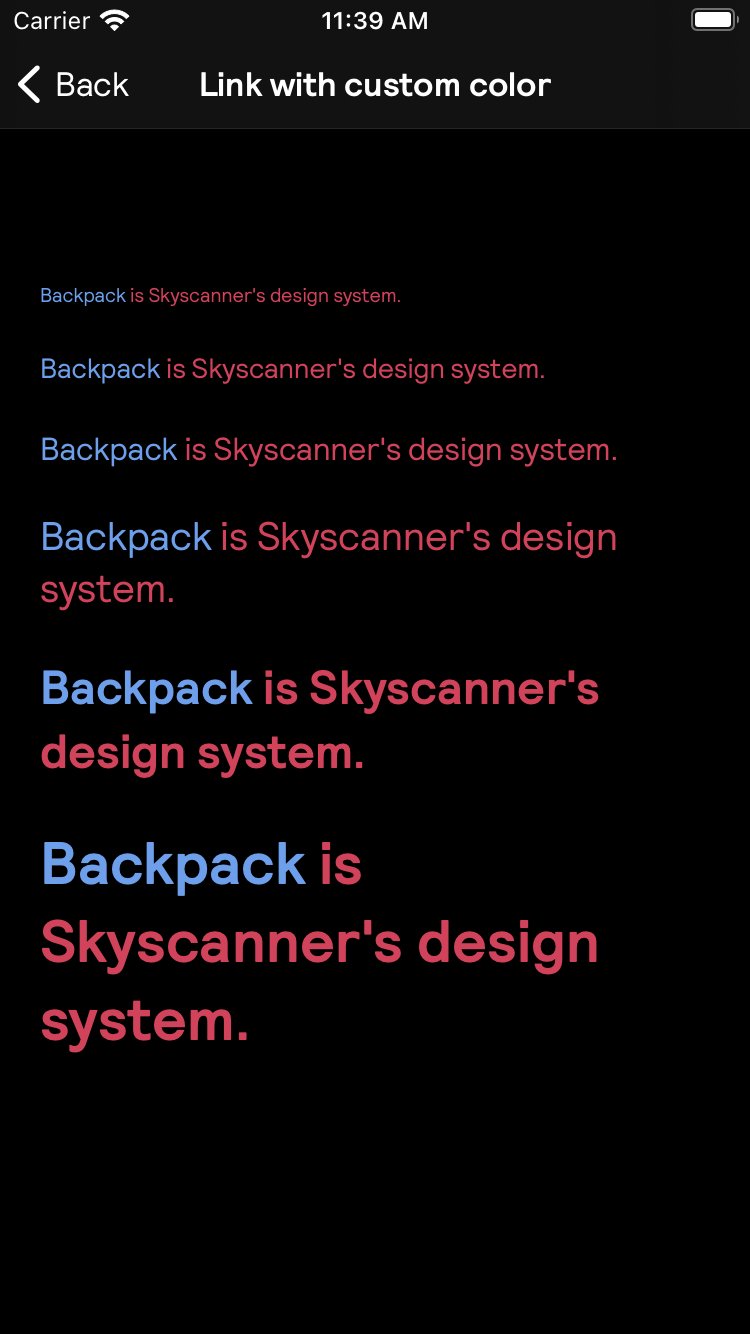 Carrier 11:39 AM
Back Link with custom color
Backpack is Skyscanner's design system.
Backpack is Skyscanner's design system.
Backpack is Skyscanner's design system.
Backpack is Skyscanner's design
system.
Backpack is Skyscanner's
design system.
Backpack is
Skyscanner's design
system.